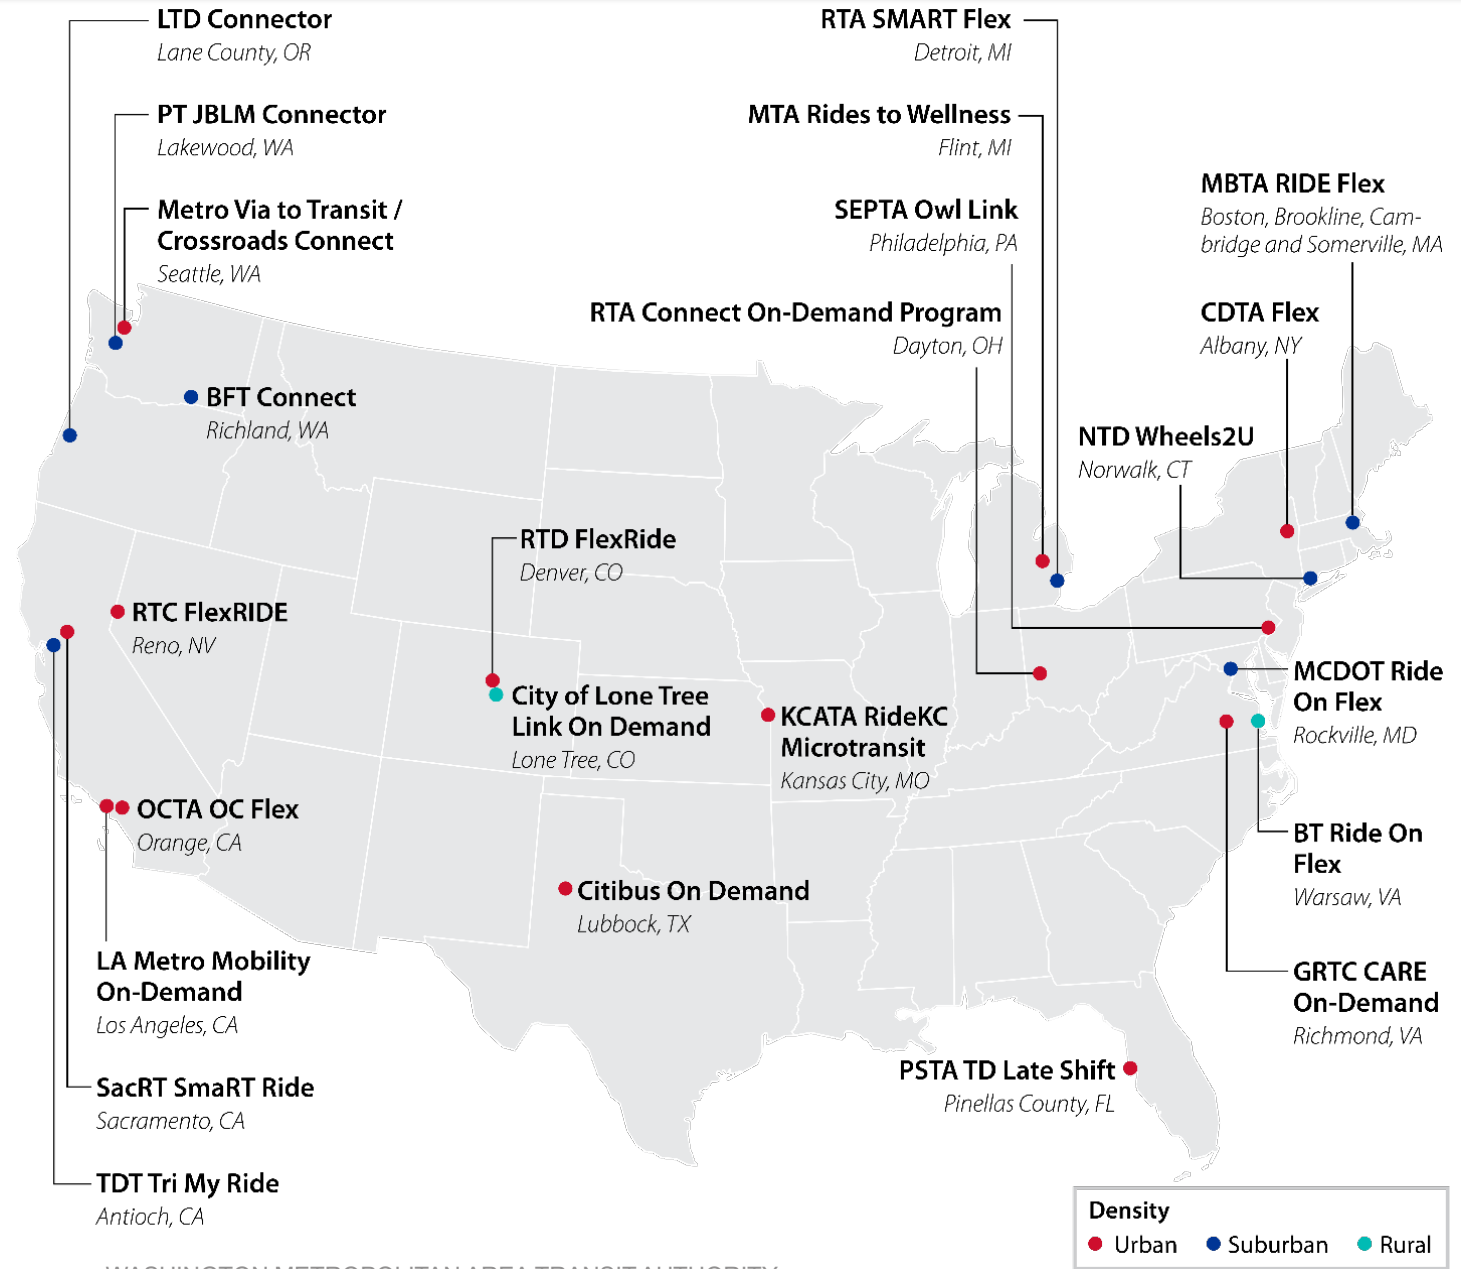 LTD Connector
Lane County, OR
PT JBLM Connector
Lakewood, WA
Metro Via to Transit /
Crossroads Connect
Seattle, WA
BFT Connect
Richland, WA
RTA SMART Flex
Detroit, MI
MTA Rides to Wellness
Flint, MI
SEPTA Owl Link
Philadelphia, PA
RTA Connect On-Demand Program
Dayton, OH
MBTA RIDE Flex
Boston, Brookline, Cam-
bridge and Somerville, MA
CDTA Flex
Albany, NY
NTD Wheels2U
Norwalk, CT
RTD FlexRide
Denver, CO
RTC FlexRIDE
Reno, NV
City of Lone Tree
Link On Demand
Lone Tree, CO
KCATA RideKC
Microtransit
Kansas City, MO
MCDOT Ride
On Flex
Rockville, MD
OCTA OC Flex
Orange, CA
BT Ride On
Flex
Warsaw, VA
Citibus On Demand
Lubbock, TX
LA Metro Mobility
On-Demand
Los Angeles, CA
GRTC CARE
On-Demand
Richmond, VA
SacRT SmaRT Ride
Sacramento, CA
PSTA TD Late Shift
Pinellas County, FL
TDT Tri My Ride
Antioch, CA
Density
Urban
Suburban
Rural
WASHINGTON METROPOLITAN AREA TRANSIT AUTHORITY